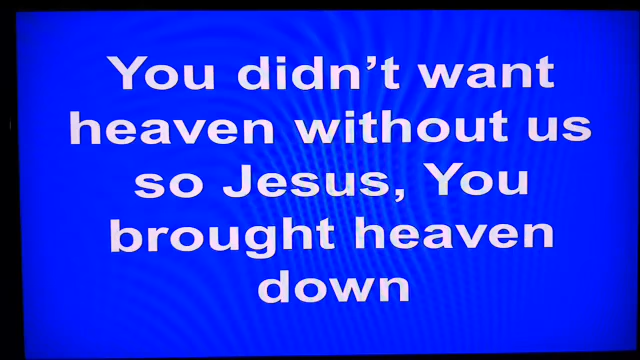 You didn’t want
heaven without us
so Jesus, You
brought heaven
down